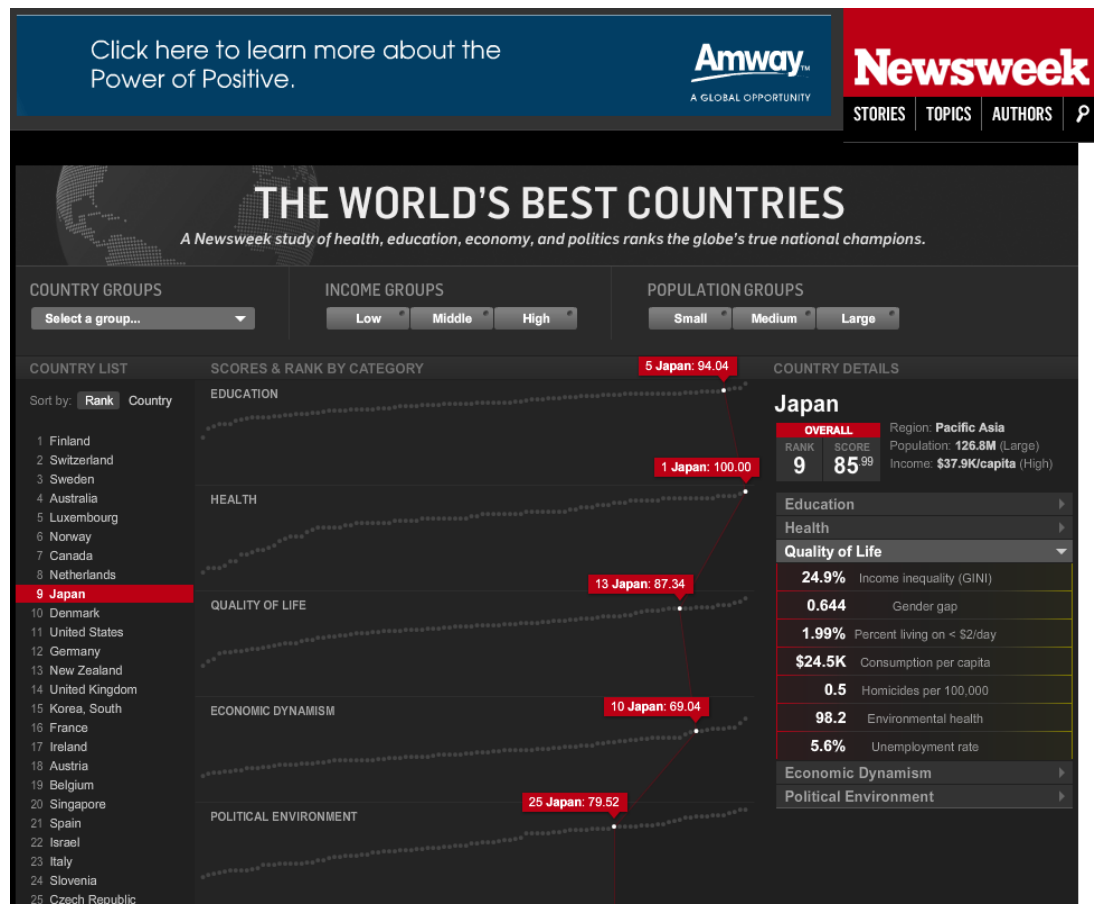 Click here to learn more about the
Power of Positive.
Amway™
A GLOBAL OPPORTUNITY
Newsweek
STORIES TOPICS AUTHORS
THE WORLD'S BEST COUNTRIES
A Newsweek study of health, education, economy, and politics ranks the globe's true national champions.
COUNTRY GROUPS
Select a group...
INCOME GROUPS
Low Middle High
POPULATION GROUPS
Small Medium Large
COUNTRY LIST
Sort by: Rank Country
1 Finland
2 Switzerland
3 Sweden
4 Australia
5 Luxembourg
6 Norway
7 Canada
8 Netherlands
9 Japan
10 Denmark
11 United States
12 Germany
13 New Zealand
14 United Kingdom
15 Korea, South
16 France
17 Ireland
18 Austria
19 Belgium
20 Singapore
21 Spain
22 Israel
23 Italy
24 Slovenia
25 Czech Republic
SCORES & RANK BY CATEGORY
5 Japan: 94.04
EDUCATION
1 Japan: 100.00
HEALTH
13 Japan: 87.34
QUALITY OF LIFE
10 Japan: 69.04
ECONOMIC DYNAMISM
25 Japan: 79.52
POLITICAL ENVIRONMENT
COUNTRY DETAILS
Japan
OVERALL
RANK SCORE
9 85.99
Region: Pacific Asia
Population: 126.8M (Large)
Income: $37.9K/capita (High)
Education
Health
Quality of Life
24.9% Income inequality (GINI)
0.644 Gender gap
1.99% Percent living on < $2/day
$24.5K Consumption per capita
0.5 Homicides per 100,000
98.2 Environmental health
5.6% Unemployment rate
Economic Dynamism
Political Environment